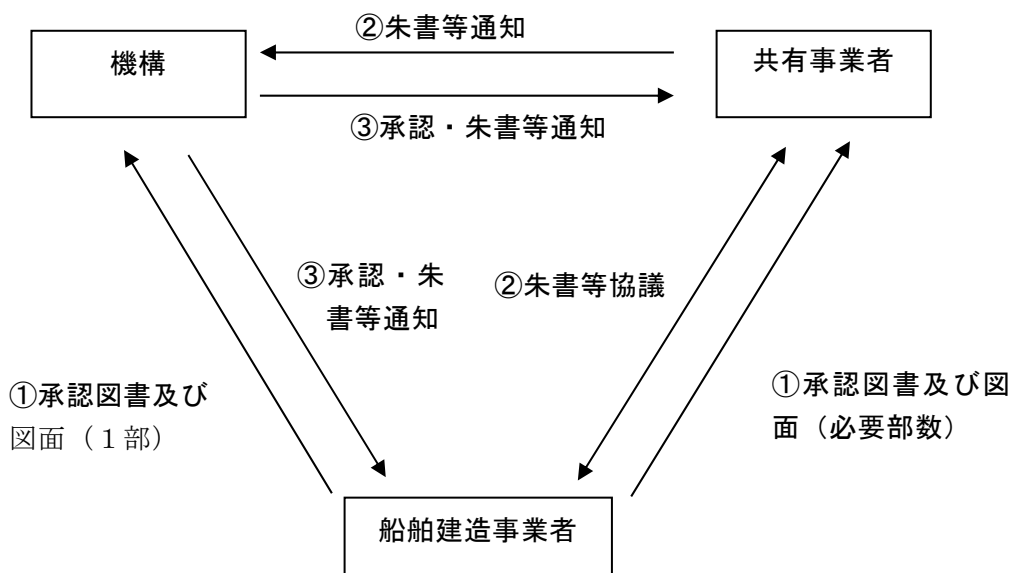 ②朱書等通知
機構
共有事業者
③承認・朱書等通知
③承認・朱
書等通知
②朱書等協議
①承認図書及び
図面（１部）
①承認図書及び図
面（必要部数）
船舶建造事業者